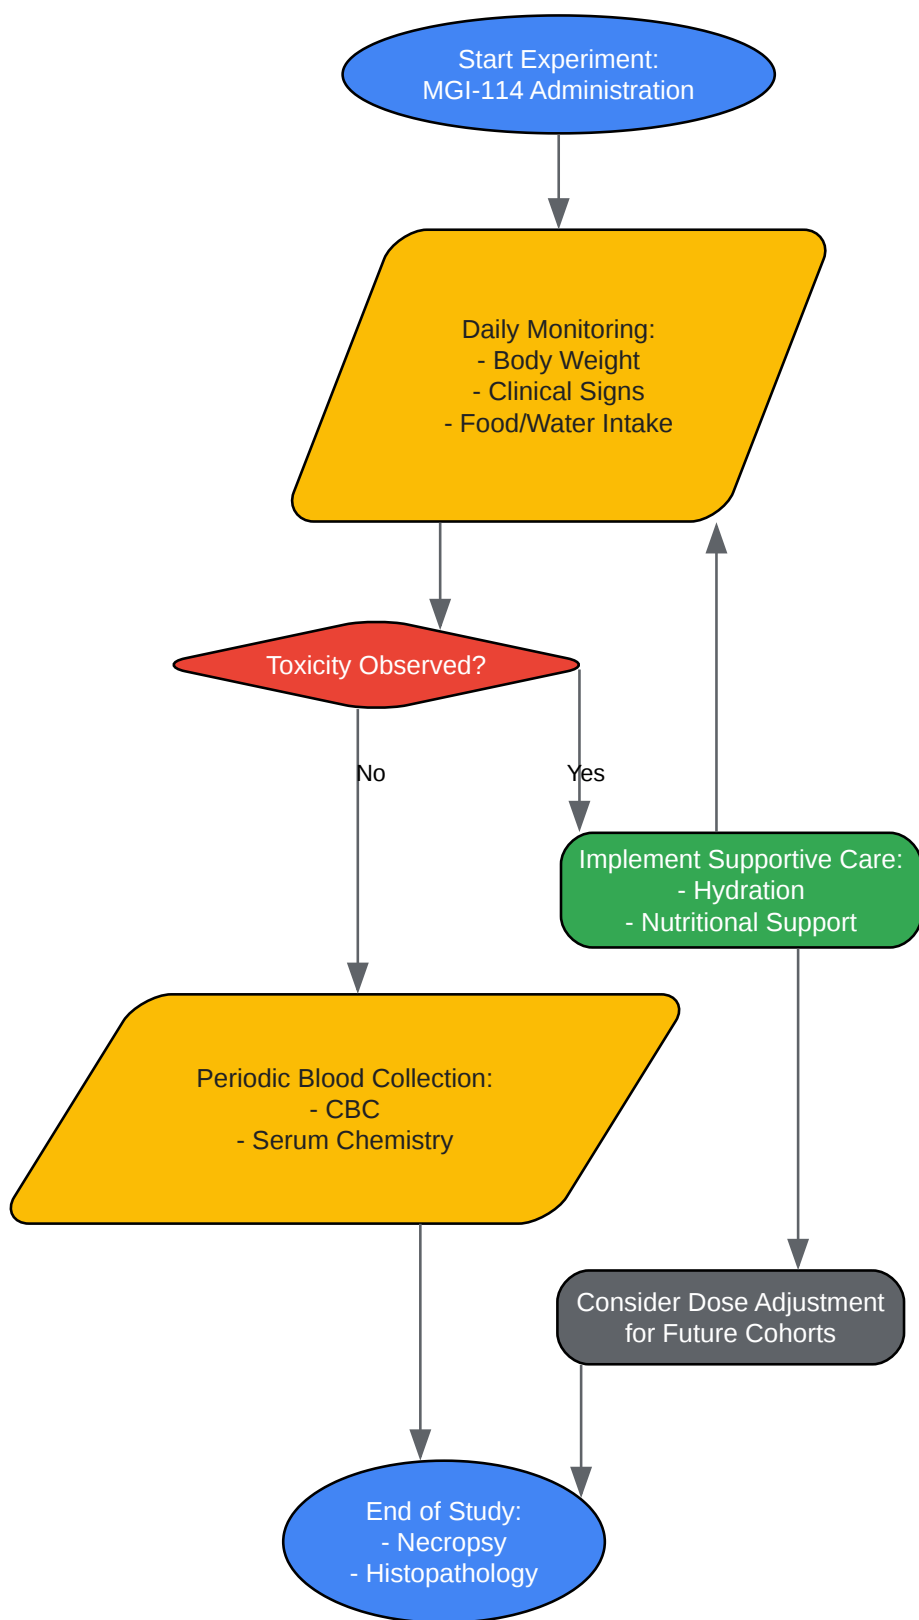 Start Experiment:
MGI-114 Administration
Daily Monitoring:
- Body Weight
- Clinical Signs
- Food/Water Intake
Toxicity Observed?
No
Yes
Implement Supportive Care:
- Hydration
- Nutritional Support
Periodic Blood Collection:
- CBC
- Serum Chemistry
Consider Dose Adjustment
for Future Cohorts
End of Study:
- Necropsy
- Histopathology